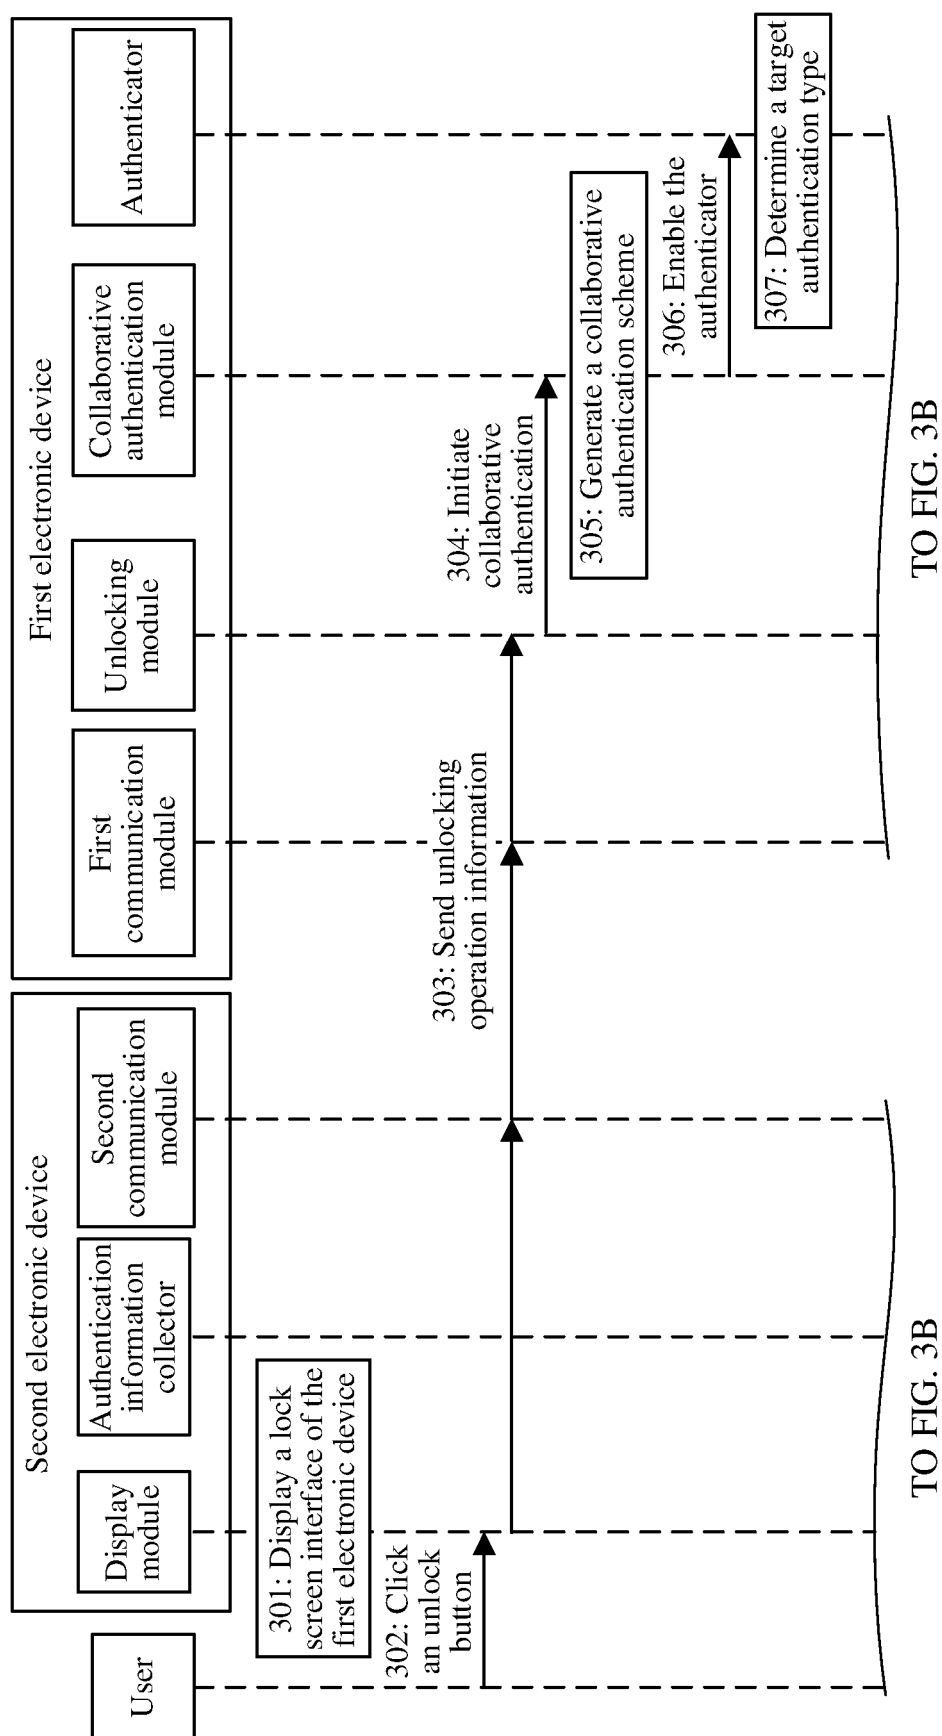 Second electronic device
First electronic device
User
Display
module
Authentication
information
collector
Second
communication
module
First
communication
module
Unlocking
module
Collaborative
authentication
module
Authenticator
301: Display a lock
screen interface of the
first electronic device
302: Click
an unlock
button
303: Send unlocking
operation information
304: Initiate
collaborative
authentication
305: Generate a collaborative
authentication scheme
306: Enable the
authenticator
307: Determine a target
authentication type
TO FIG. 3B
TO FIG. 3B